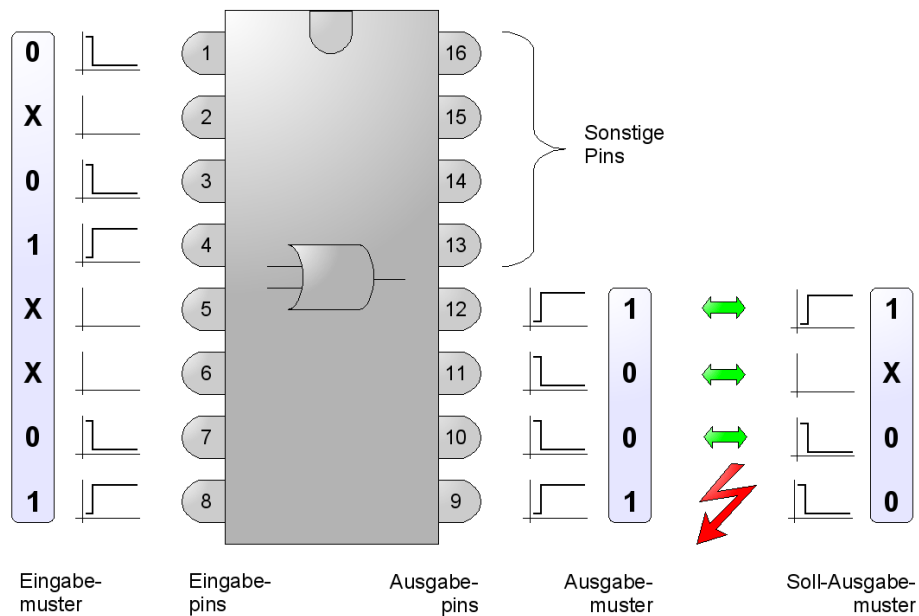 0 1 16
X 2 15
0 3 14
1 4 13
Sonstige
Pins
X 5 12 1 1
X 6 11 0 X
0 7 10 0 0
1 8 9 1 0
Eingabe-
muster
Eingabe-
pins
Ausgabe-
pins
Ausgabe-
muster
Soll-Ausgabe-
muster